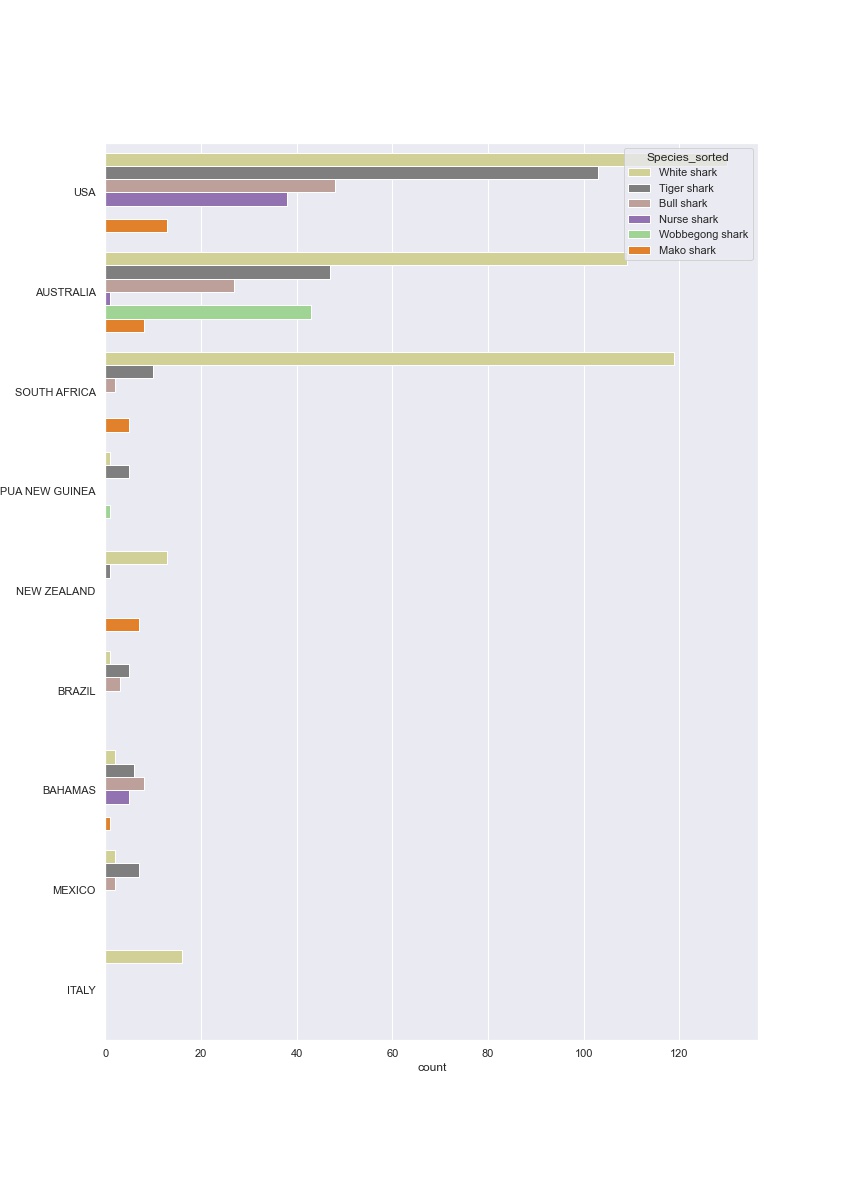 Species_sorted
White shark
Tiger shark
Bull shark
Nurse shark
Wobbegong shark
Mako shark
USA
AUSTRALIA
SOUTH AFRICA
PUA NEW GUINEA
NEW ZEALAND
BRAZIL
BAHAMAS
MEXICO
ITALY
0 20 40 60 80 100 120
count